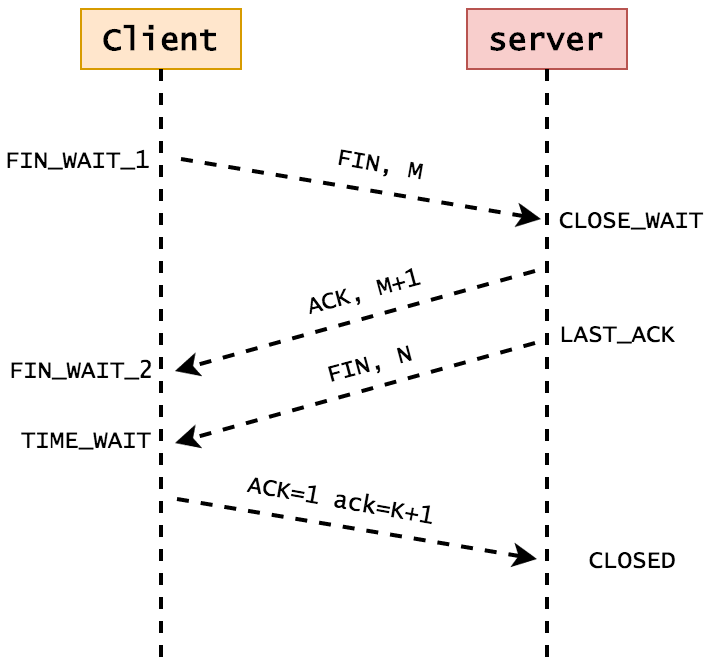 Client
server
FIN_WAIT_1
FIN, M
CLOSE_WAIT
ACK, M+1
LAST_ACK
FIN_WAIT_2
FIN, N
TIME_WAIT
ACK=1 ack=K+1
CLOSED